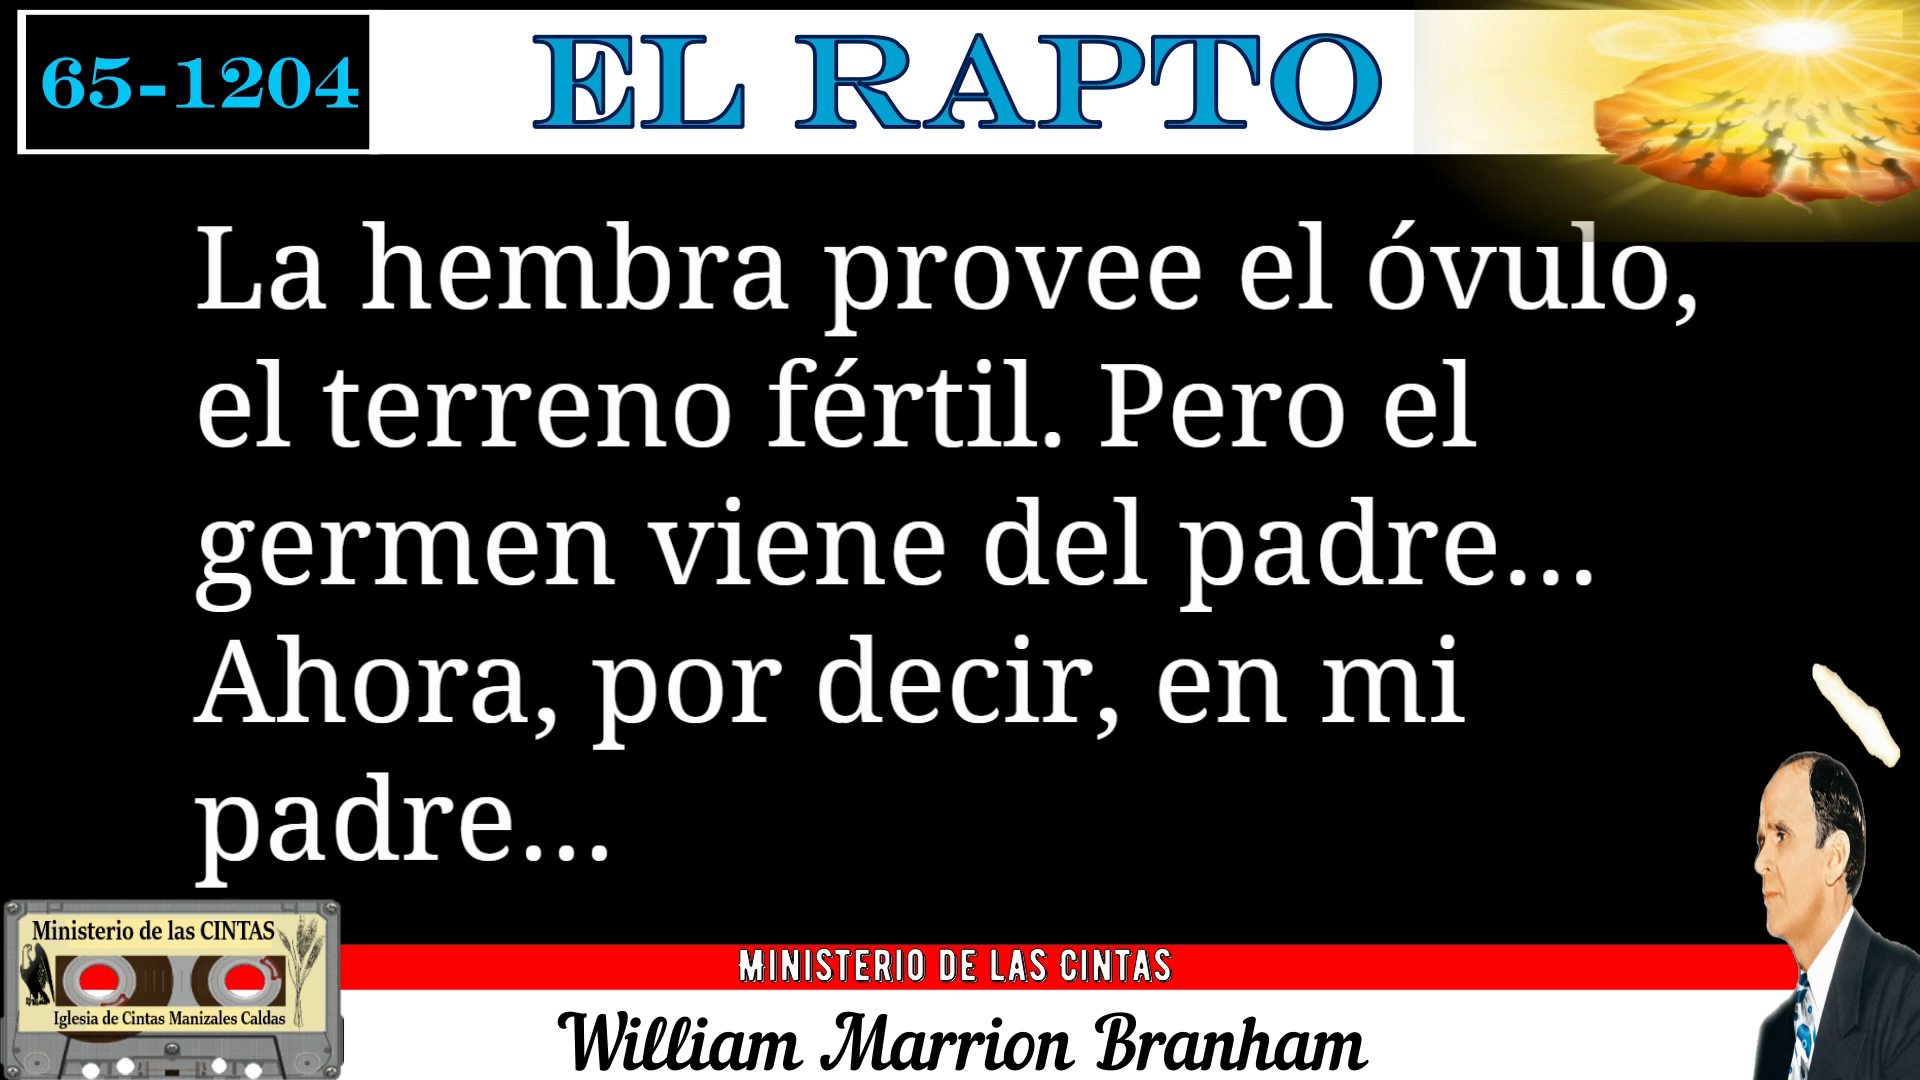 65-1204
EL RAPTO
La hembra provee el óvulo,
el terreno fértil. Pero el
germen viene del padre...
Ahora, por decir, en mi
padre...
Ministerio de las CINTAS
Iglesia de Cintas Manizales Caldas
MINISTERIO DE LAS CINTAS
William Marrion Branham